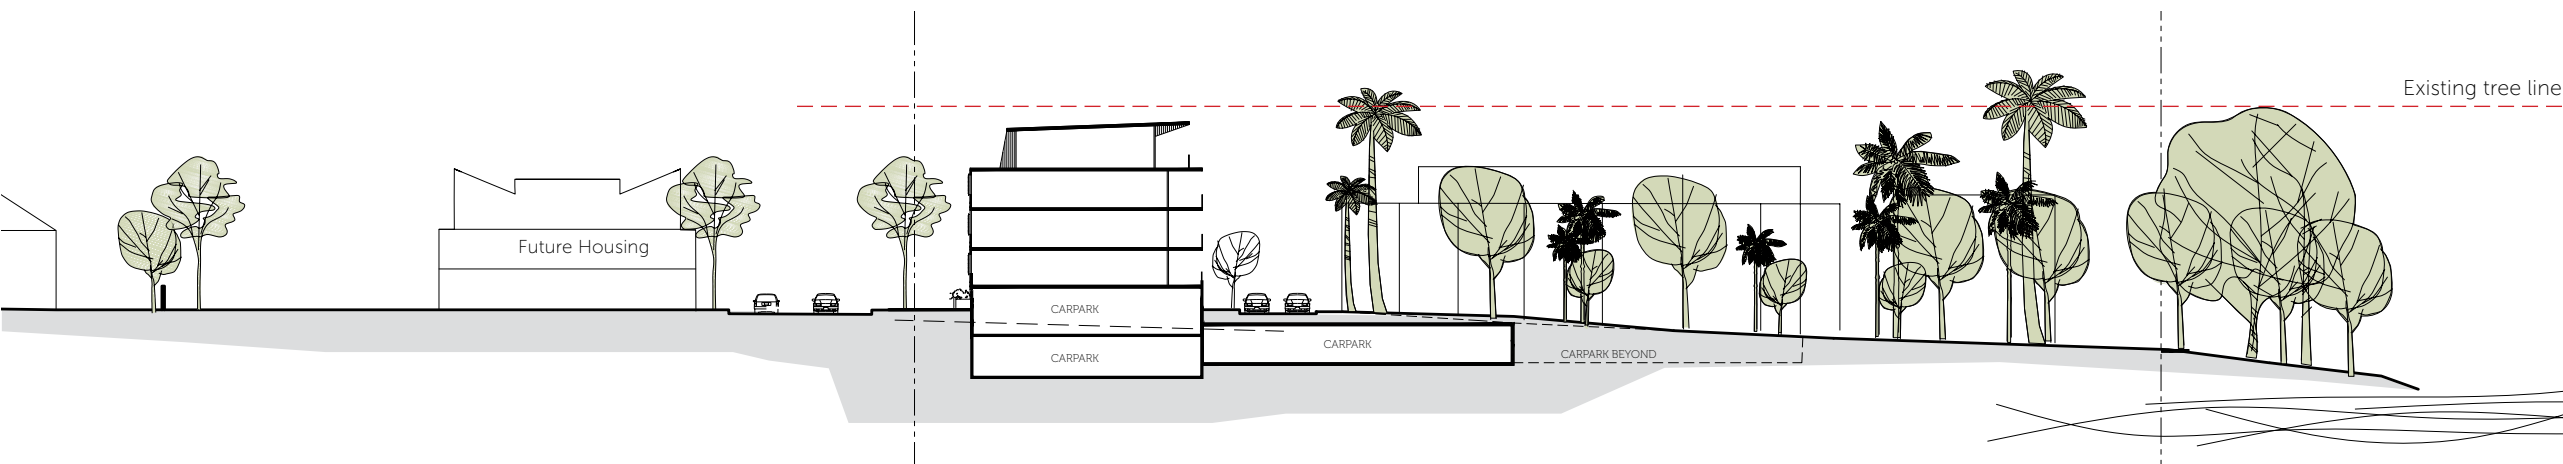 Existing tree line
Future Housing
CARPARK
CARPARK
CARPARK
CARPARK BEYOND